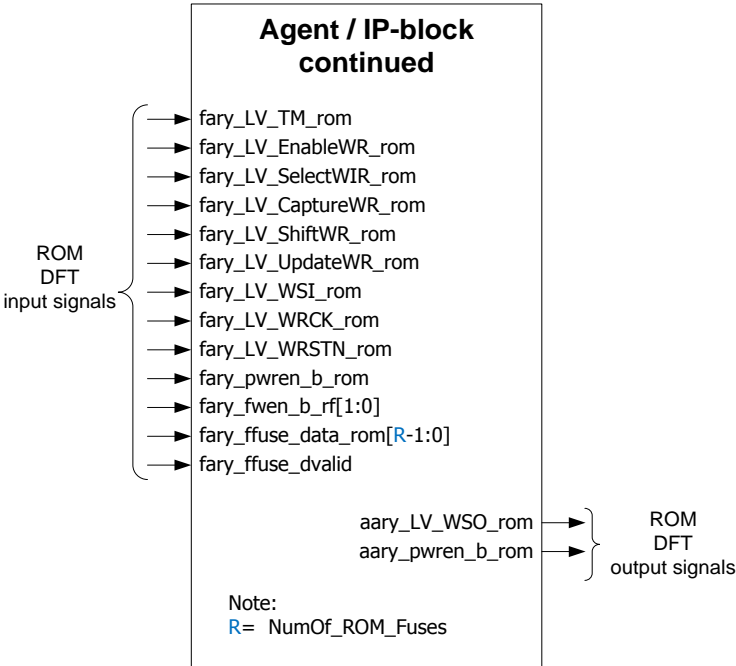 Agent / IP-block
continued
ROM
DFT
input signals
fary_LV_TM_rom
fary_LV_EnableWR_rom
fary_LV_SelectWIR_rom
fary_LV_CaptureWR_rom
fary_LV_ShiftWR_rom
fary_LV_UpdateWR_rom
fary_LV_WSI_rom
fary_LV_WRCK_rom
fary_LV_WRSTN_rom
fary_pwren_b_rom
fary_fwen_b_rf[1:0]
fary_ffuse_data_rom[R-1:0]
fary_ffuse_dvalid
aary_LV_WSO_rom
aary_pwren_b_rom
ROM
DFT
output signals
Note:
R= NumOf_ROM_Fuses